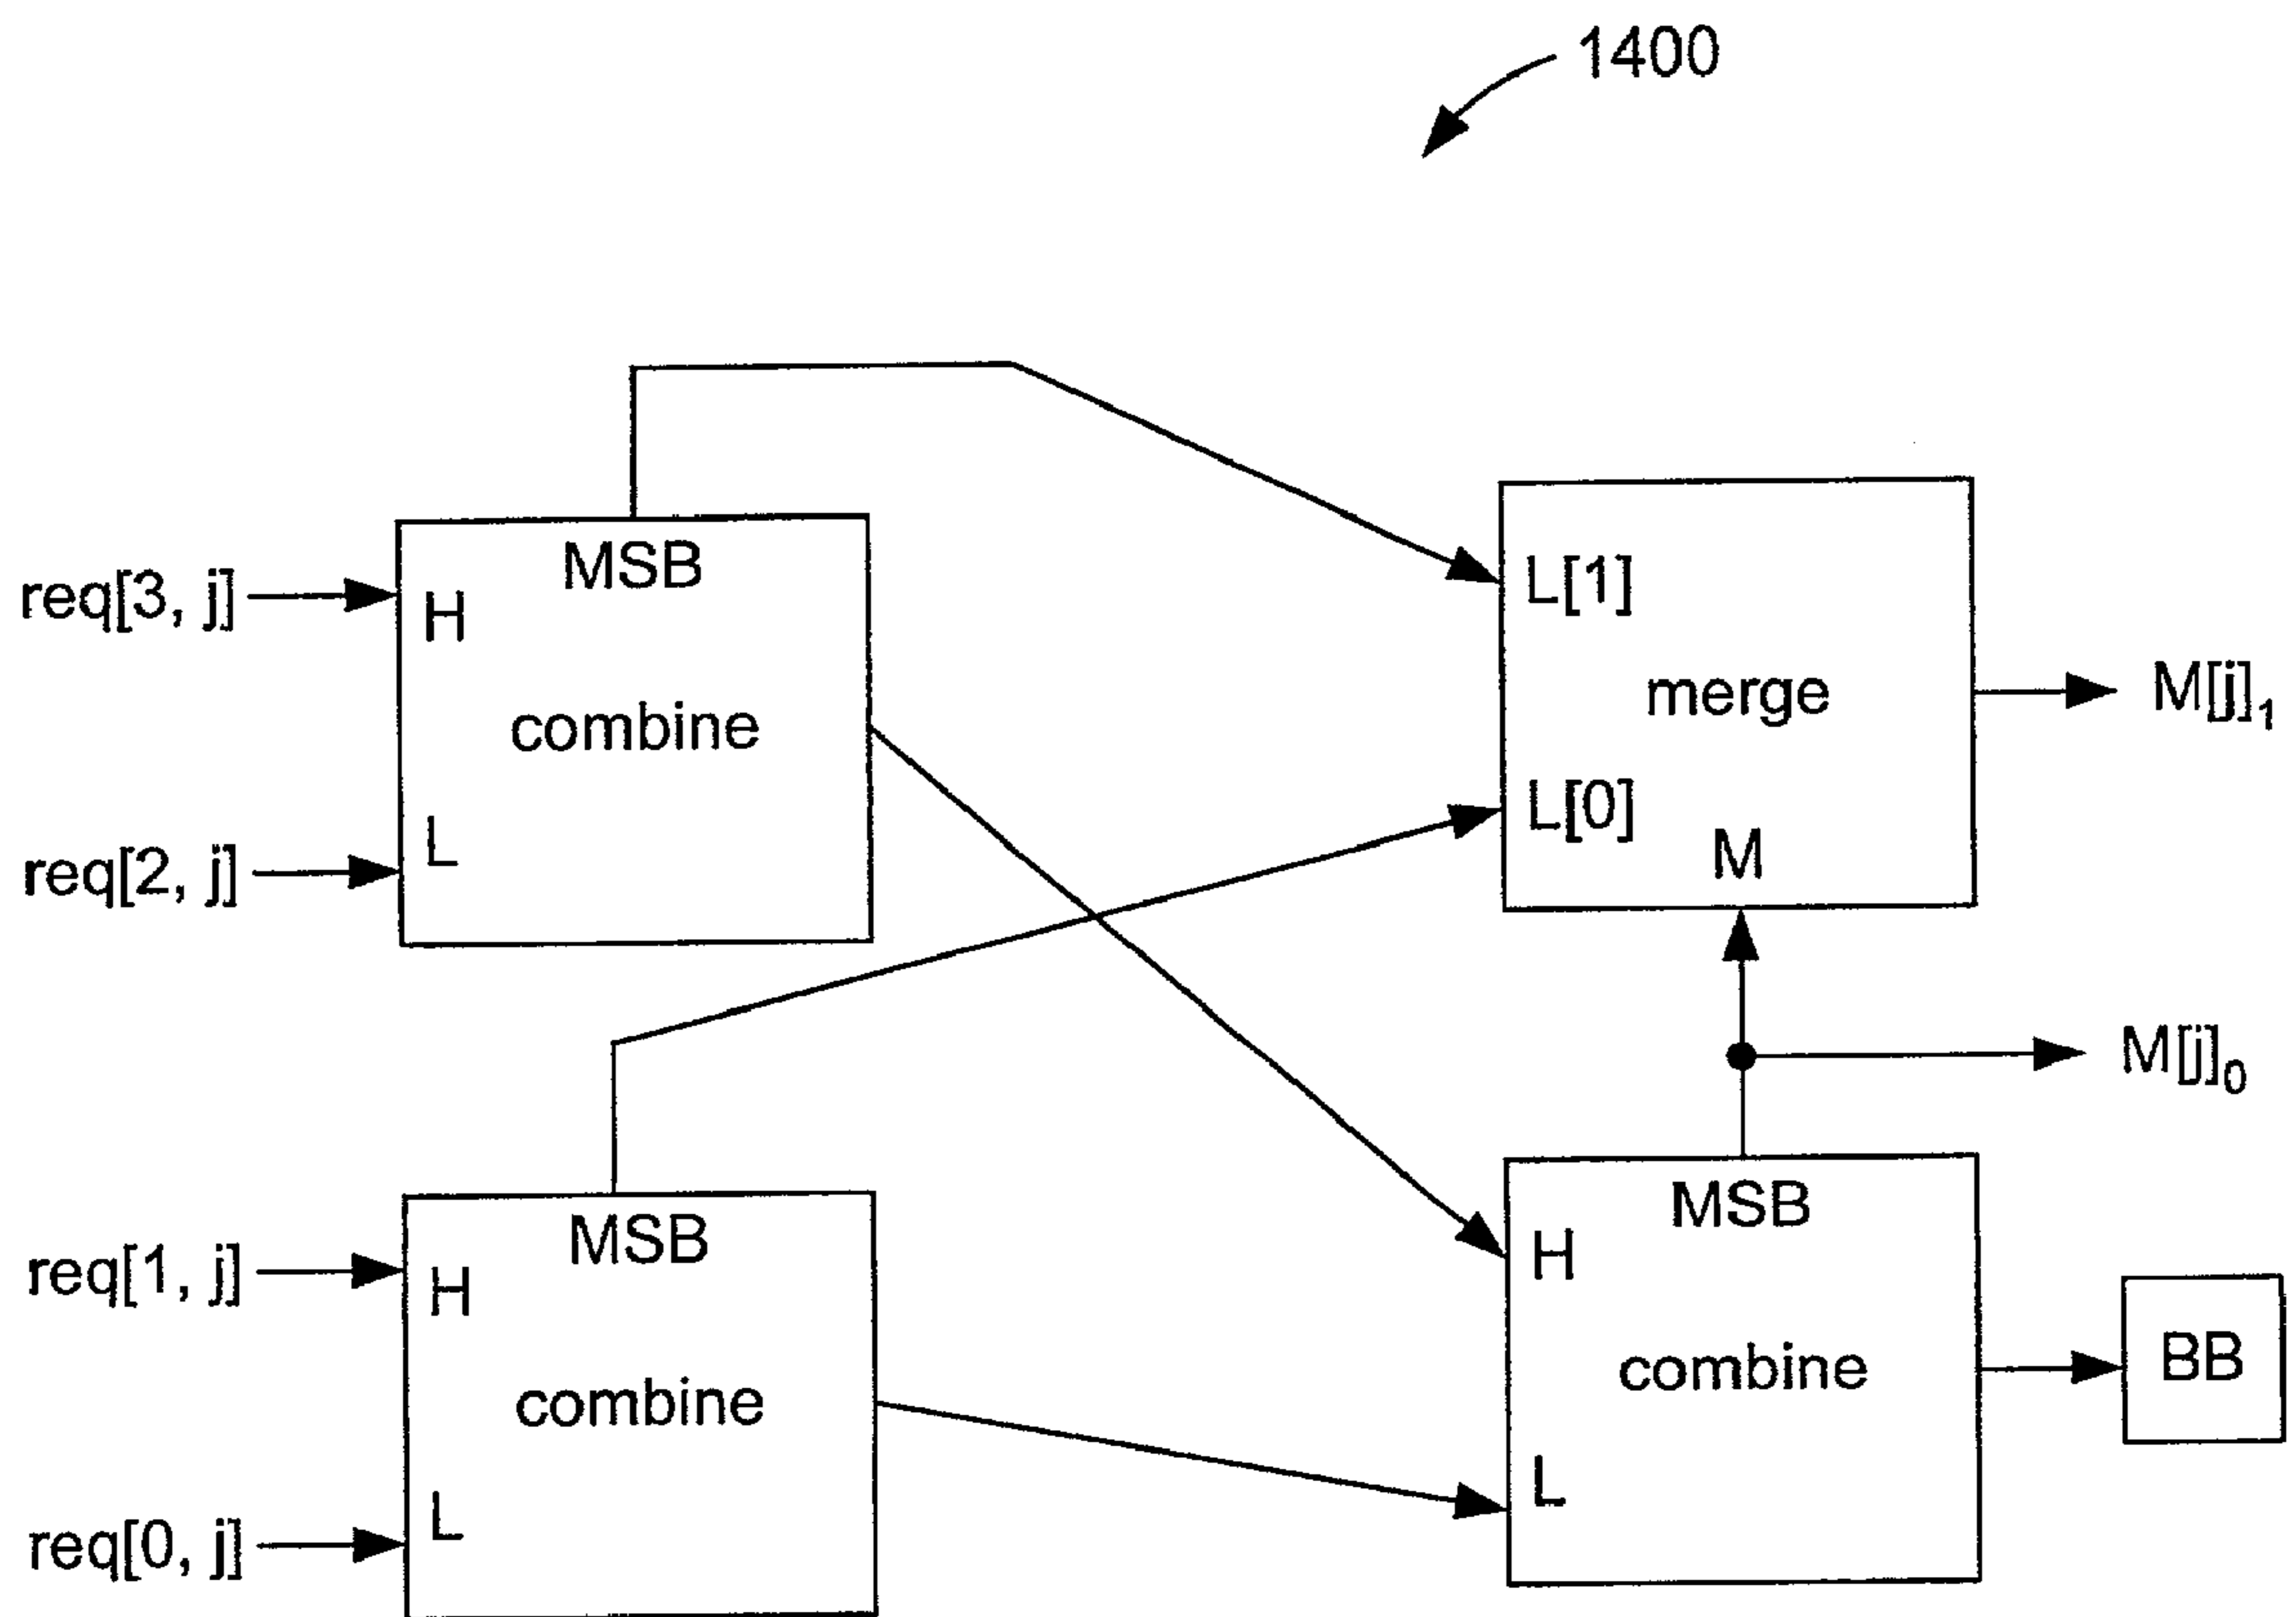 1400
MSB
req[3, j]
H
combine
req[2, j]
L
L[1]
merge
L[0]
M
M[j]1
M[j]0
MSB
req[1, j]
H
combine
req[0, j]
L
MSB
H
combine
L
BB